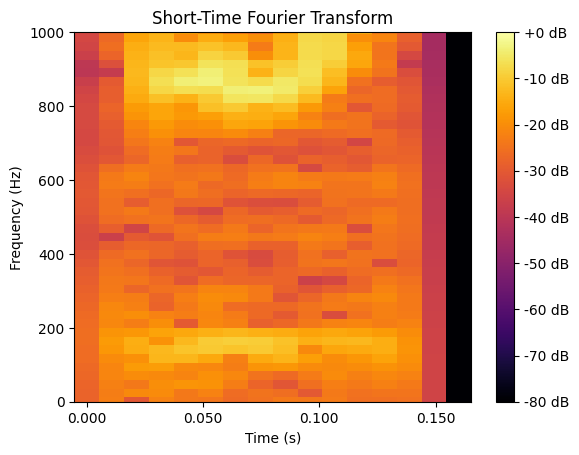 Short-Time Fourier Transform
1000
800
600
400
200
0
Frequency (Hz)
0.000
0.050
0.100
0.150
Time (s)
+0 dB
-10 dB
-20 dB
-30 dB
-40 dB
-50 dB
-60 dB
-70 dB
-80 dB